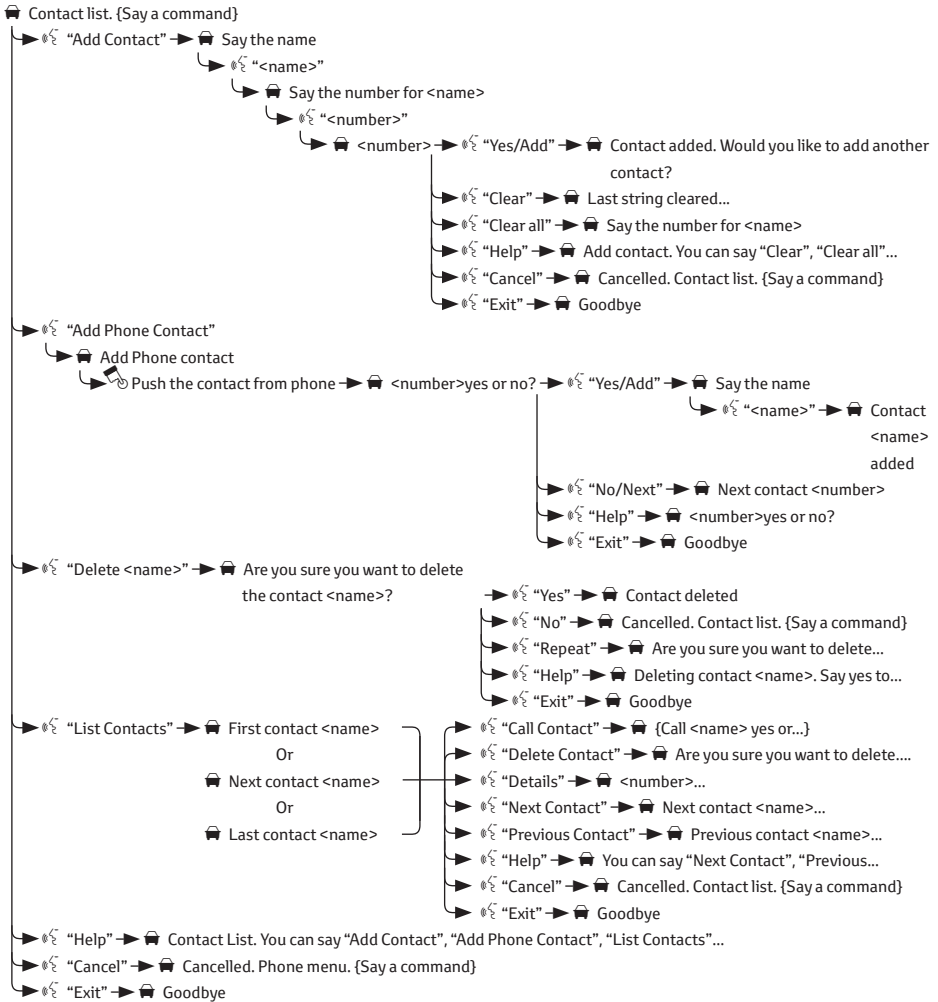 Contact list. {Say a command}
“Add Contact” Say the name
“<name>”
Say the number for <name>
“<number>”
<number> “Yes/Add” Contact added. Would you like to add another
contact?
“Clear” Last string cleared...
“Clear all” Say the number for <name>
“Help” Add contact. You can say “Clear”, “Clear all”...
“Cancel” Cancelled. Contact list. {Say a command}
“Exit” Goodbye
“Add Phone Contact”
Add Phone contact
Push the contact from phone <number>yes or no? “Yes/Add” Say the name
“<name>” Contact
<name>
added
“No/Next” Next contact <number>
“Help” <number>yes or no?
“Exit” Goodbye
“Delete <name>” Are you sure you want to delete
the contact <name>?
“Yes” Contact deleted
“No” Cancelled. Contact list. {Say a command}
“Repeat” Are you sure you want to delete...
“Help” Deleting contact <name>. Say yes to...
“Exit” Goodbye
“List Contacts” First contact <name> “Call Contact” {Call <name> yes or...}
Or “Delete Contact” Are you sure you want to delete....
Next contact <name> “Details” <number>...
Or “Next Contact” Next contact <name>...
Last contact <name> “Previous Contact” Previous contact <name>...
“Help” You can say “Next Contact”, “Previous...
“Cancel” Cancelled. Contact list. {Say a command}
“Exit” Goodbye
“Help” Contact List. You can say “Add Contact”, “Add Phone Contact”, “List Contacts”...
“Cancel” Cancelled. Phone menu. {Say a command}
“Exit” Goodbye